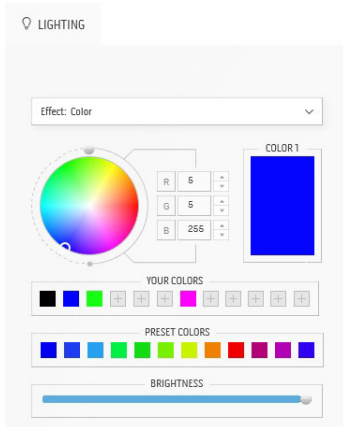 LIGHTING
Effect: Color
COLOR 1
R 5
G 5
B 255
YOUR COLORS
PRESET COLORS
BRIGHTNESS